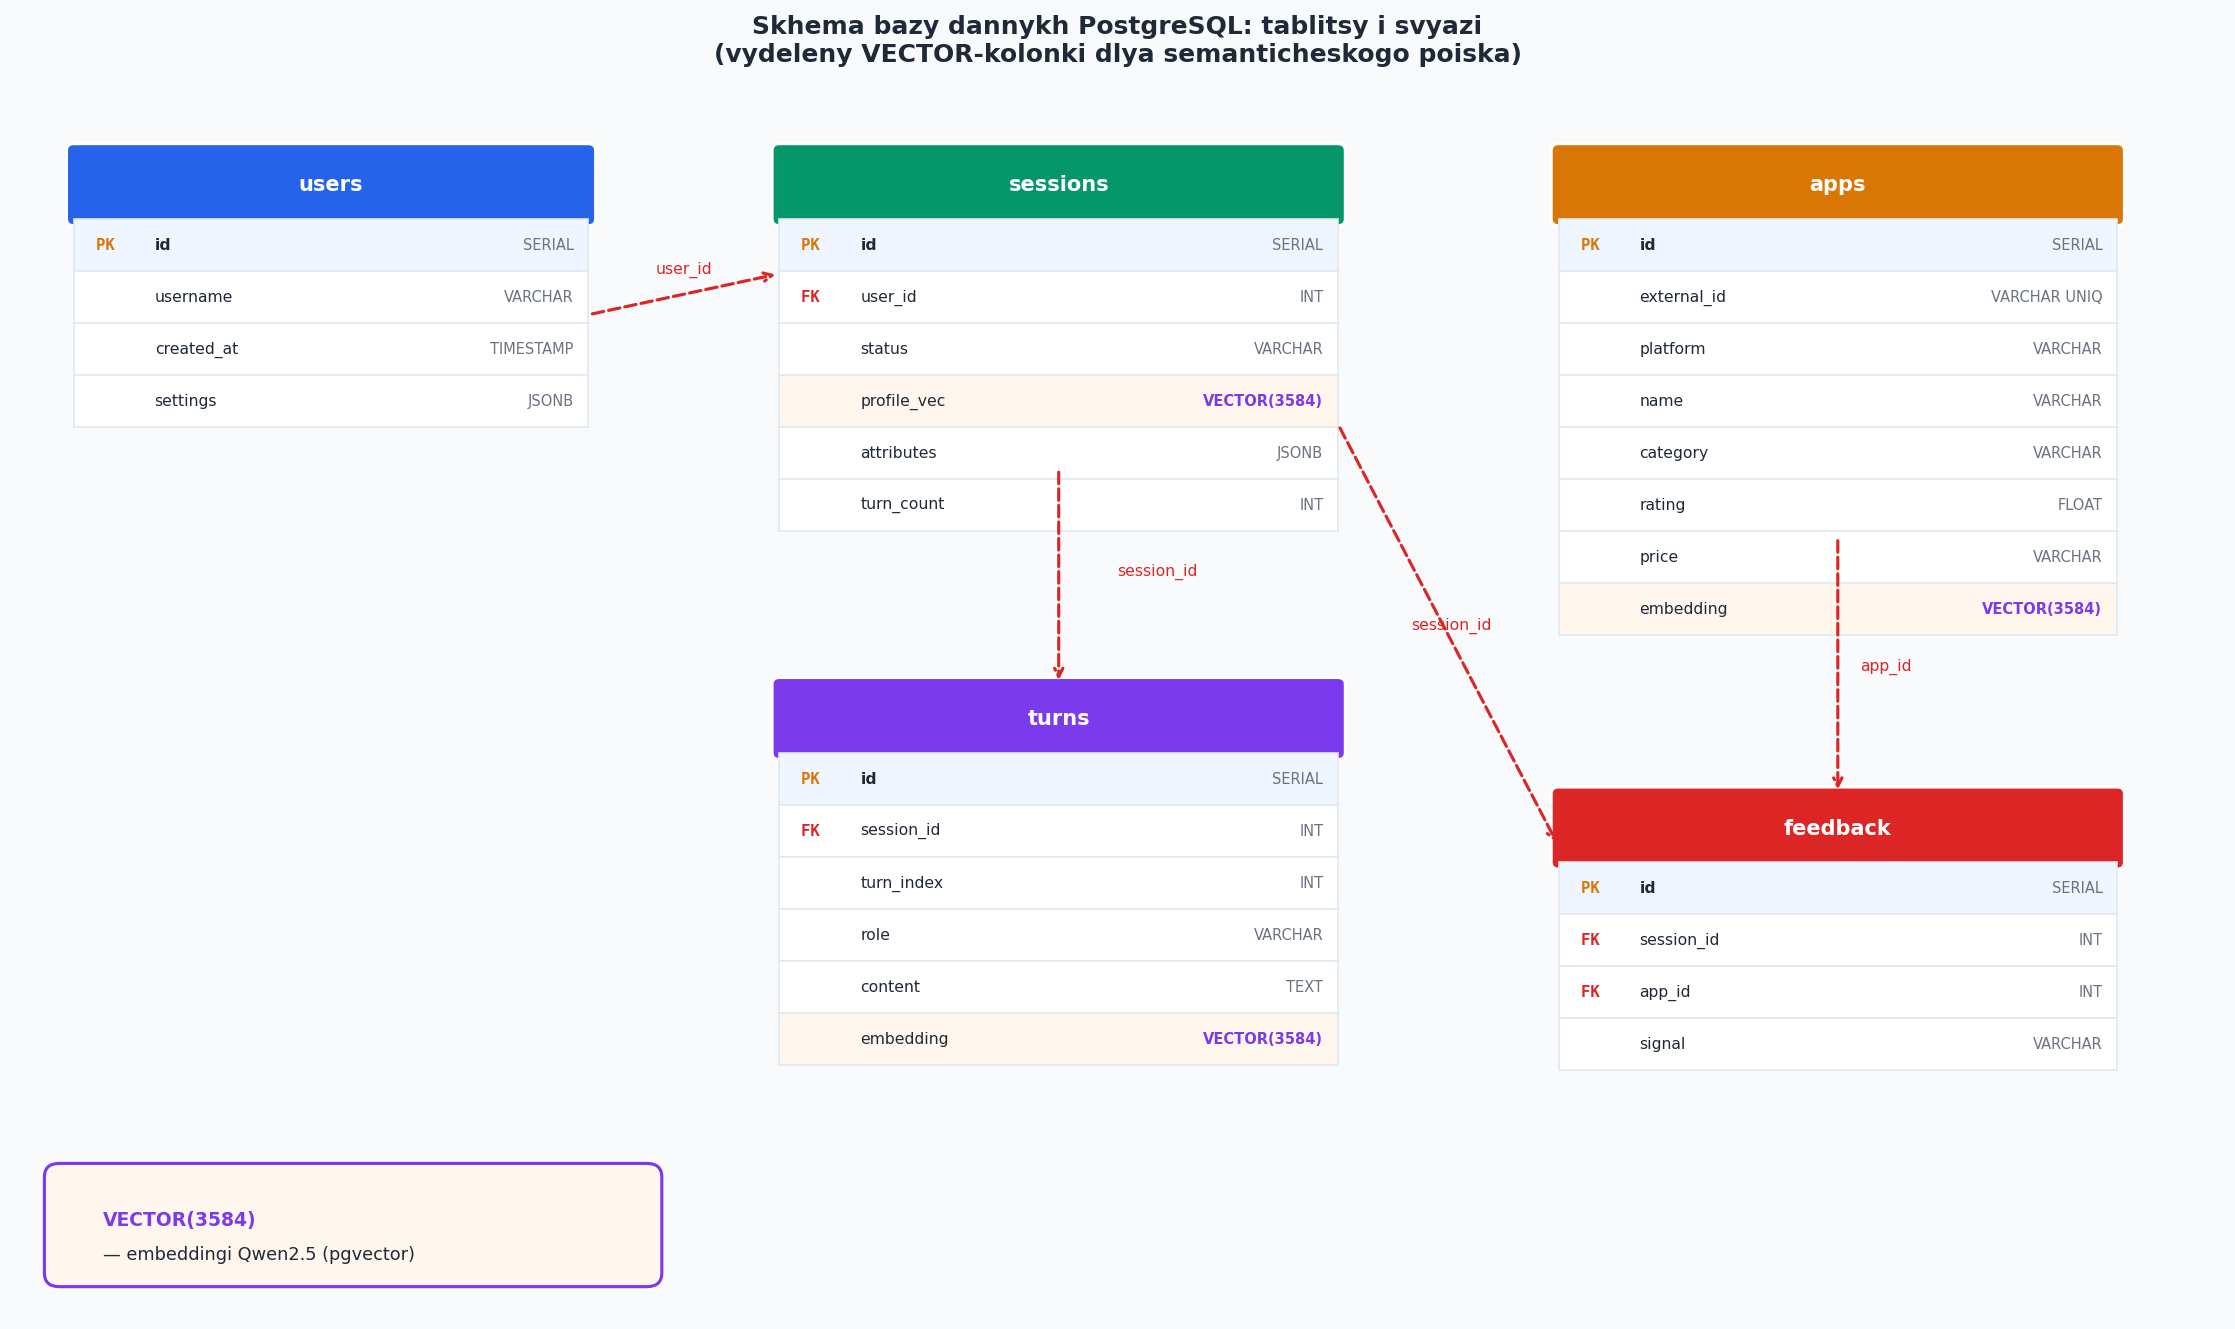 Skhema bazy dannykh PostgreSQL: tablitsy i svyazi
(vydeleny VECTOR-kolonki dlya semanticheskogo poiska)
users
PK id SERIAL
username VARCHAR
created_at TIMESTAMP
settings JSONB
user_id
sessions
PK id SERIAL
FK user_id INT
status VARCHAR
profile_vec VECTOR(3584)
attributes JSONB
turn_count INT
session_id
session_id
apps
PK id SERIAL
external_id VARCHAR UNIQ
platform VARCHAR
name VARCHAR
category VARCHAR
rating FLOAT
price VARCHAR
embedding VECTOR(3584)
app_id
turns
PK id SERIAL
FK session_id INT
turn_index INT
role VARCHAR
content TEXT
embedding VECTOR(3584)
feedback
PK id SERIAL
FK session_id INT
FK app_id INT
signal VARCHAR
VECTOR(3584)
— embeddingi Qwen2.5 (pgvector)